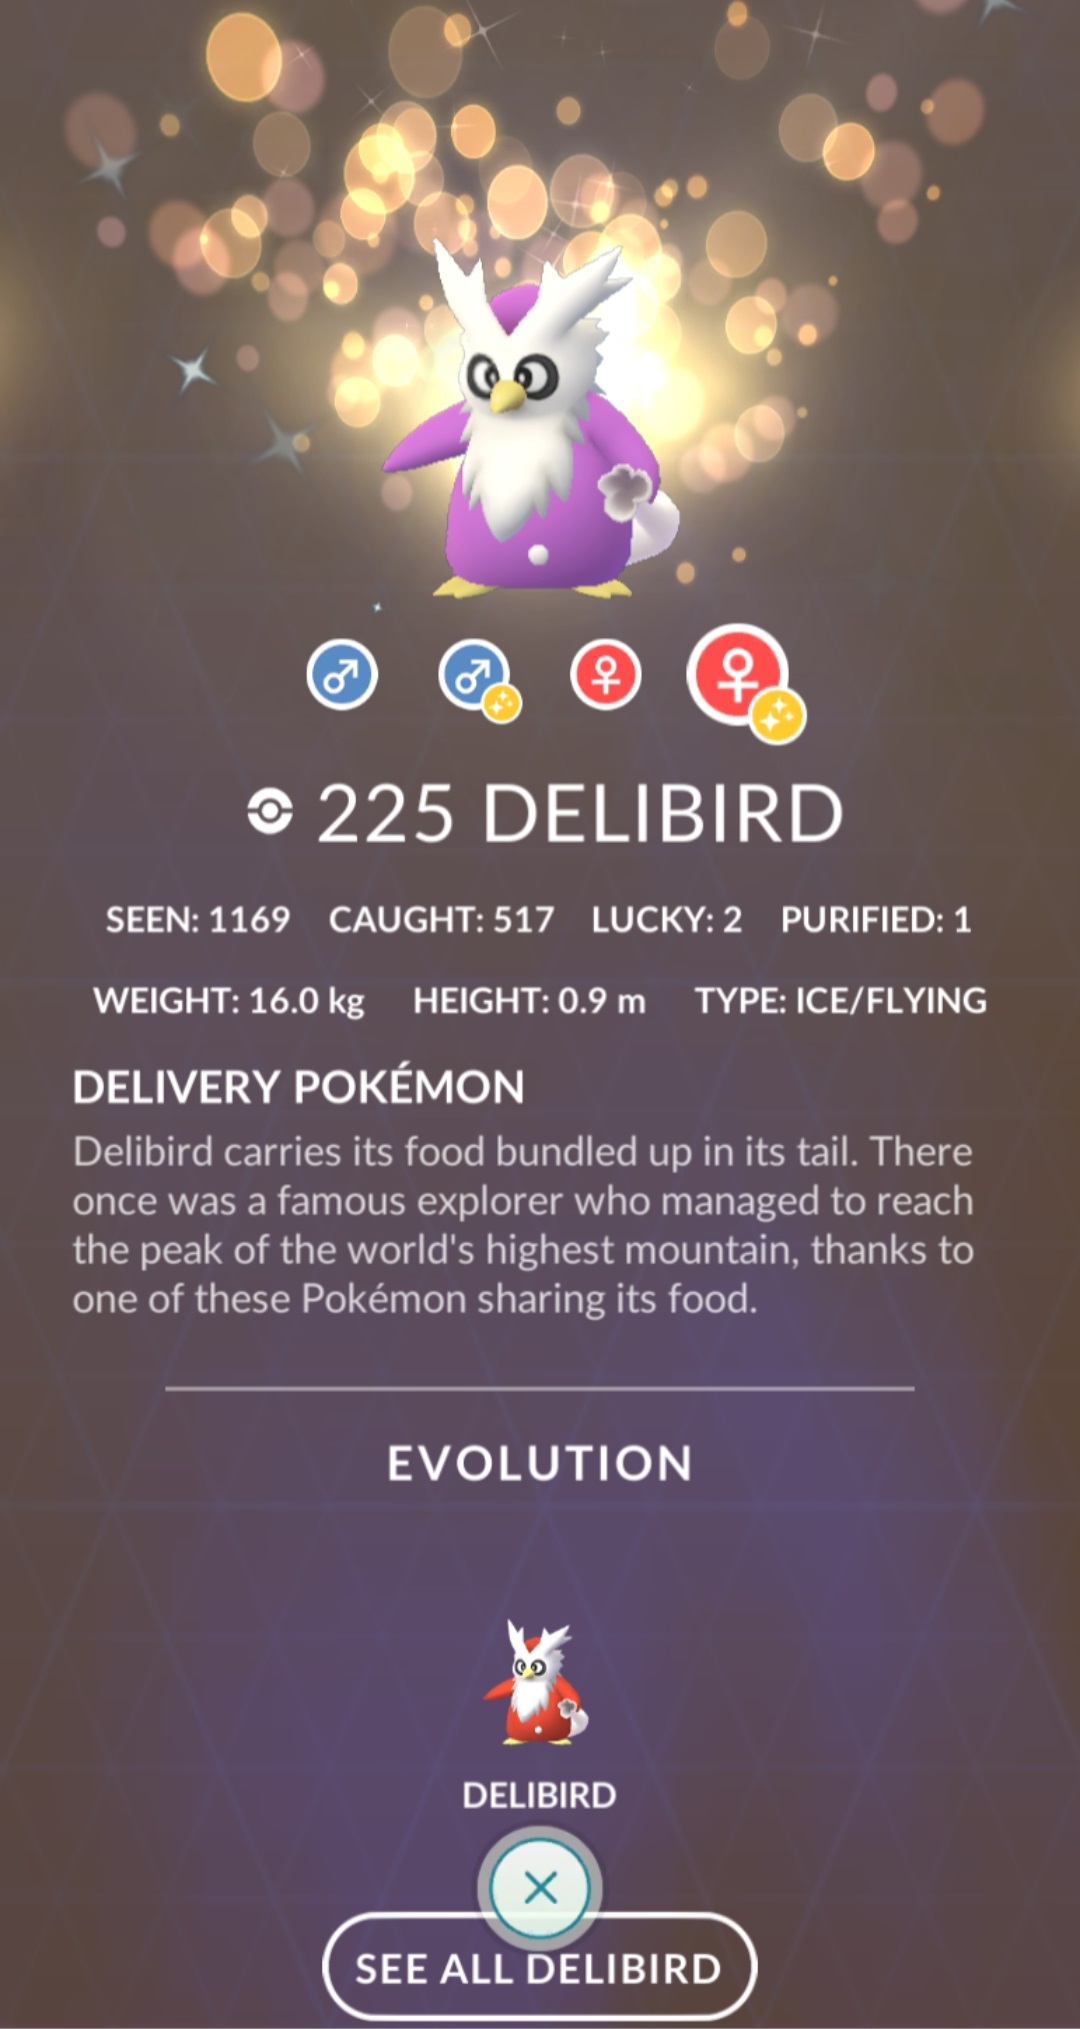 225 DELIBIRD
SEEN: 1169 CAUGHT: 517 LUCKY: 2 PURIFIED: 1
WEIGHT: 16.0 kg HEIGHT: 0.9 m TYPE: ICE/FLYING
DELIVERY POKÉMON
Delibird carries its food bundled up in its tail. There
once was a famous explorer who managed to reach
the peak of the world's highest mountain, thanks to
one of these Pokémon sharing its food.
EVOLUTION
DELIBIRD
SEE ALL DELIBIRD